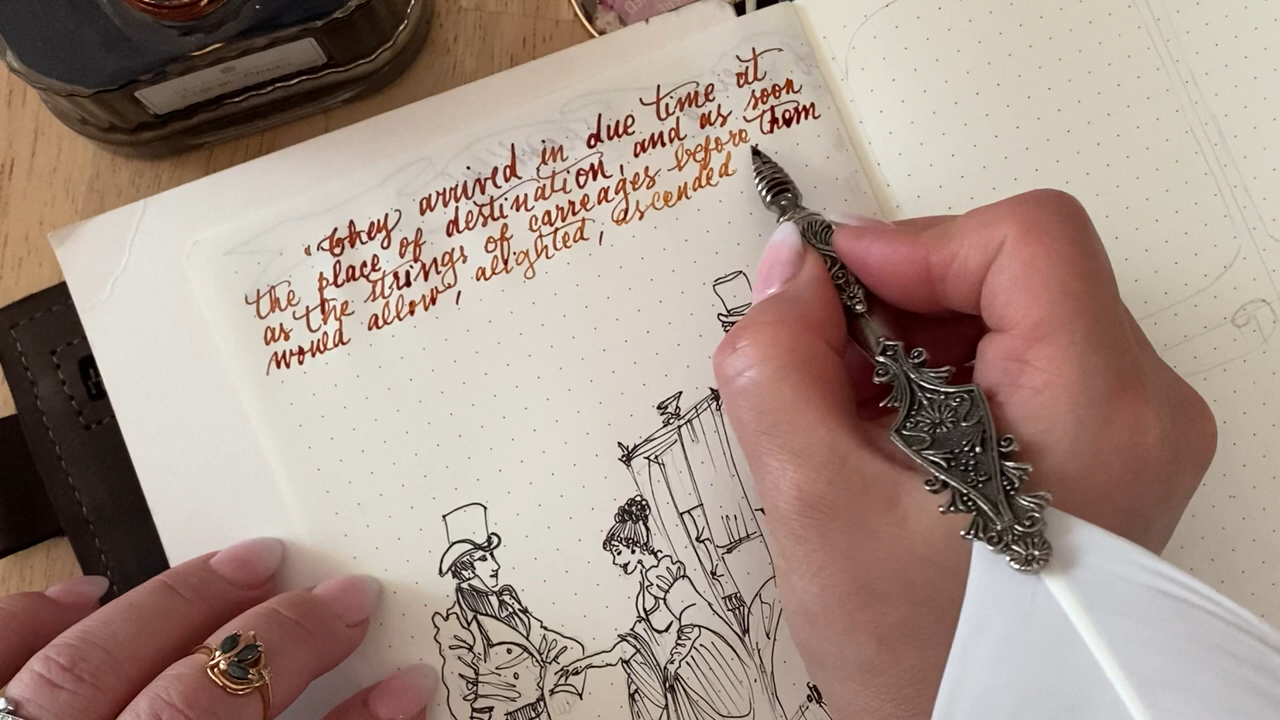 “They arrived in due time at
the place of destination, and as soon
as the strings of carreages before them
would allow, alighted, ascended